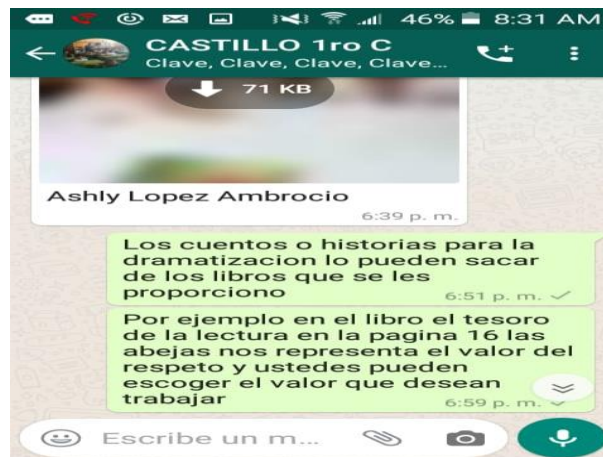 46% 8:31 AM
CASTILLO 1ro C
Clave, Clave, Clave, Clave...
71 KB
Ashly Lopez Ambrocio
6:39 p. m.
Los cuentos o historias para la
dramatizacion lo pueden sacar
de los libros que se les
proporciono
6:51 p. m.
Por ejemplo en el libro el tesoro
de la lectura en la pagina 16 las
abejas nos representa el valor del
respeto y ustedes pueden
escoger el valor que desean
trabajar
6:59 p. m.
Escribe un m...